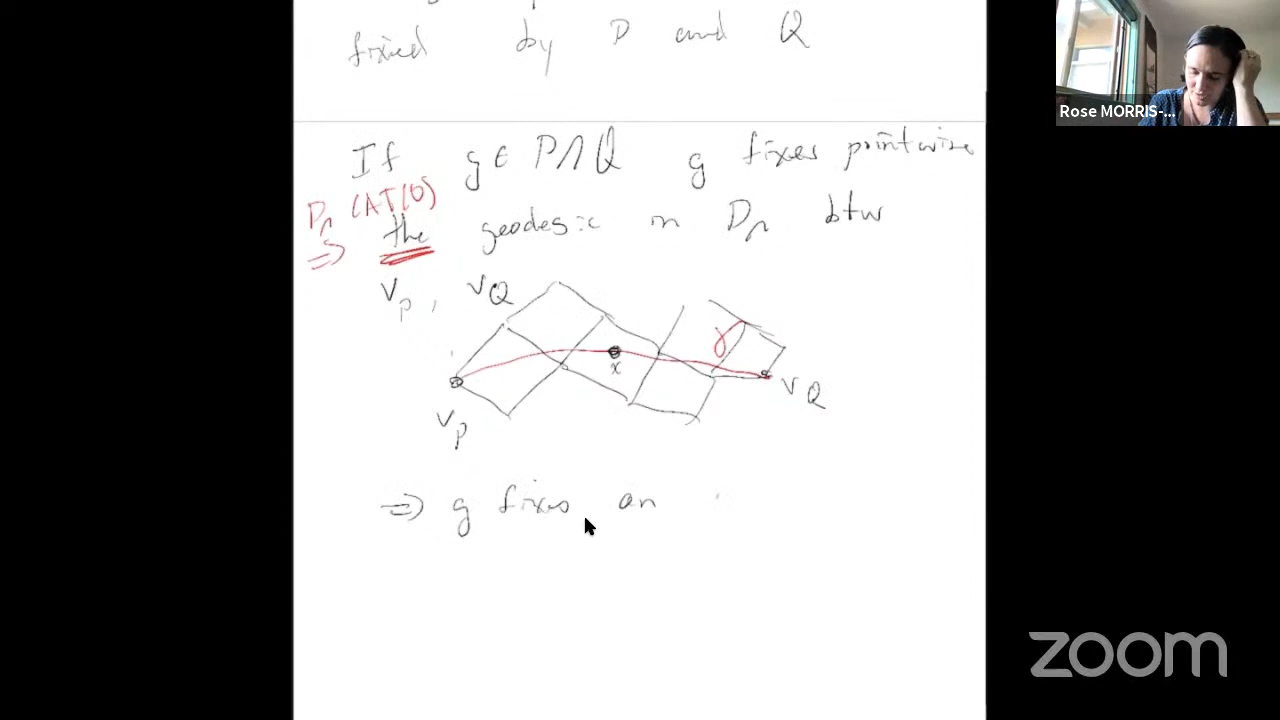 fixed by P and Q
Rose MORRIS-...
If g ∈ P∩Q g fixes pointwise
D_Γ CAT(0)
⇒ the geodesic in D_Γ btw
v_P, v_Q
γ
x
v_Q
v_P
⇒ g fixes an
zoom